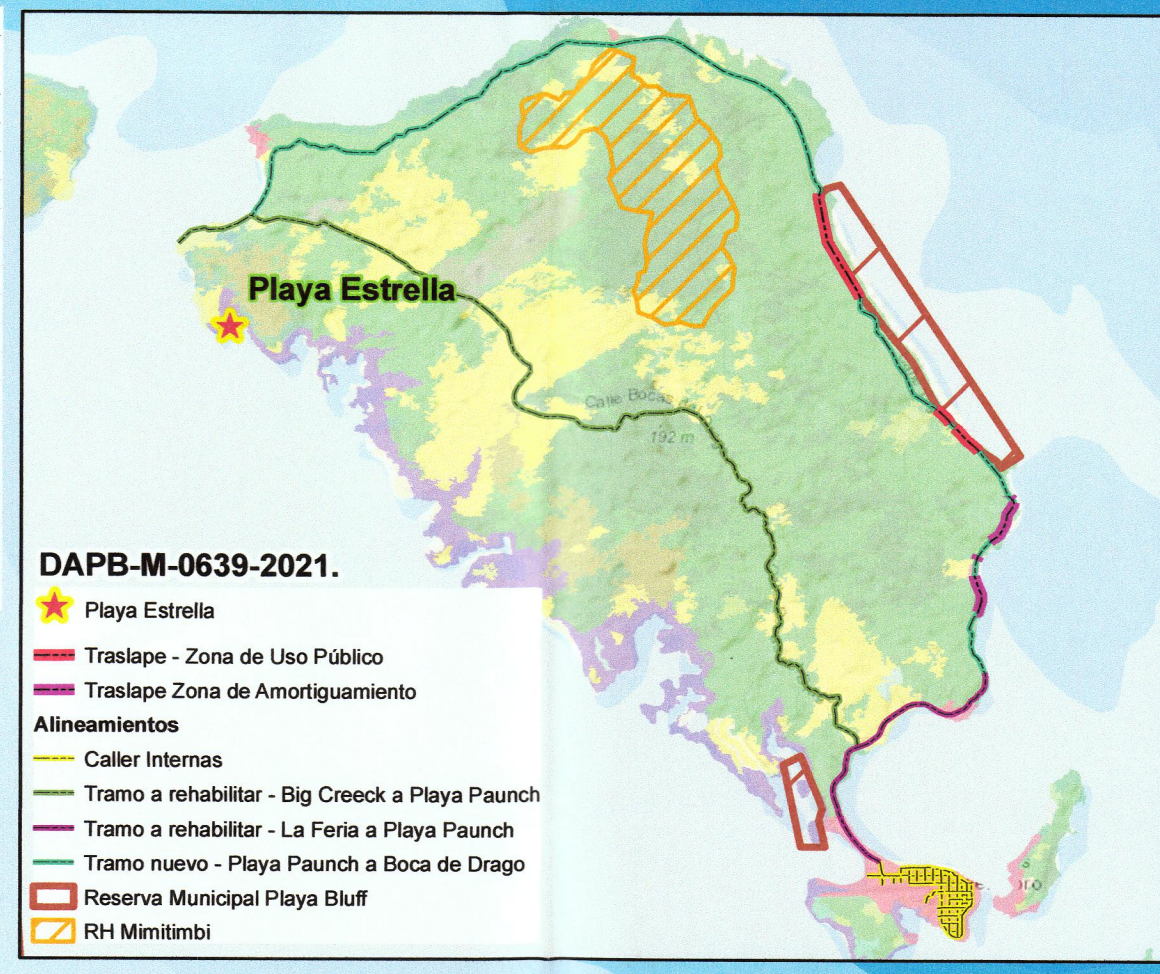 Playa Estrella
Calle Bocas
192 m
DAPB-M-0639-2021.
Playa Estrella
Traslape - Zona de Uso Público
Traslape Zona de Amortiguamiento
Alineamientos
Caller Internas
Tramo a rehabilitar - Big Creeck a Playa Paunch
Tramo a rehabilitar - La Feria a Playa Paunch
Tramo nuevo - Playa Paunch a Boca de Drago
Reserva Municipal Playa Bluff
RH Mimitimbi